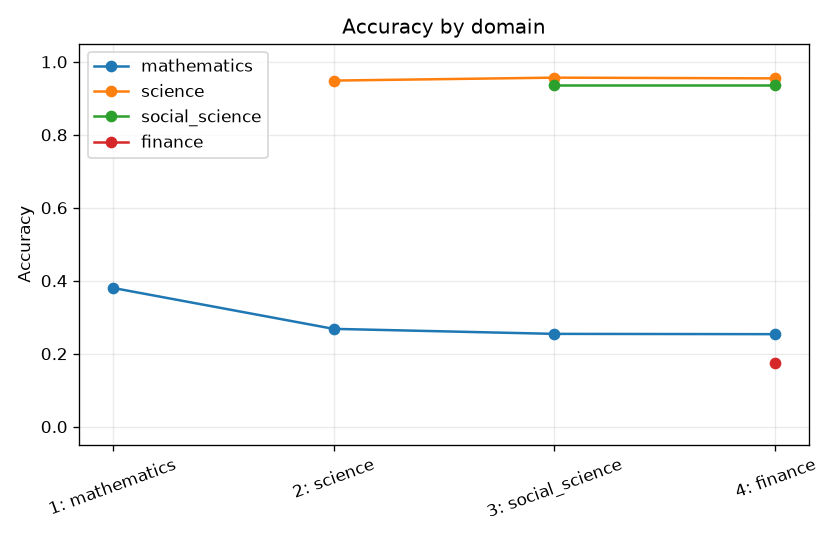 Accuracy by domain
mathematics
science
social_science
finance
Accuracy
1.0
0.8
0.6
0.4
0.2
0.0
1: mathematics
2: science
3: social_science
4: finance